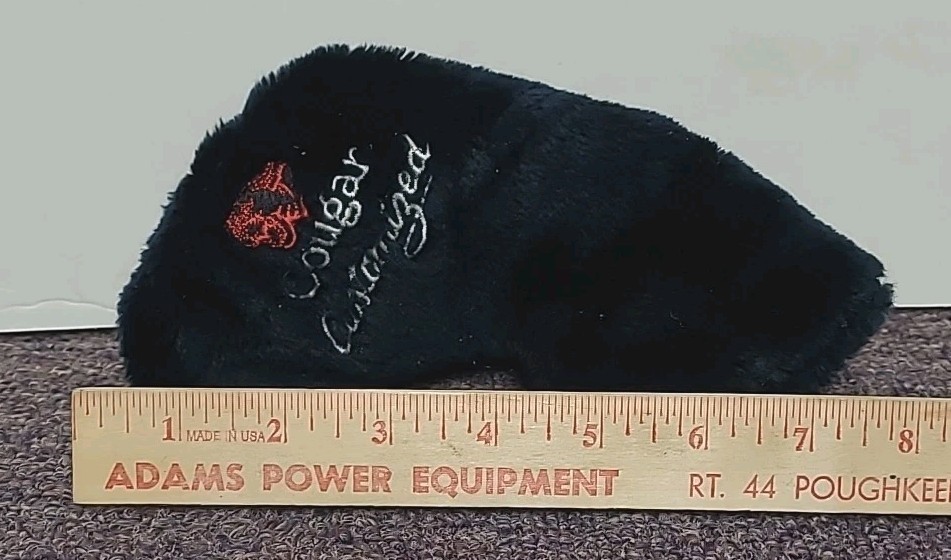 Cougar
Customized
1 MADE IN USA 2 3 4 5 6 7 8
ADAMS POWER EQUIPMENT RT. 44 POUGHKEE